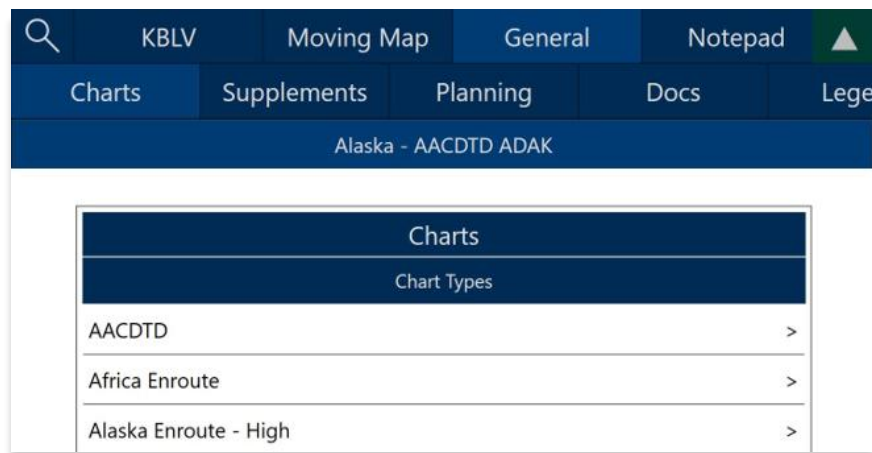 KBLV Moving Map General Notepad
Charts Supplements Planning Docs Lege
Alaska - AACDTD ADAK
Charts
Chart Types
AACDTD >
Africa Enroute >
Alaska Enroute - High >